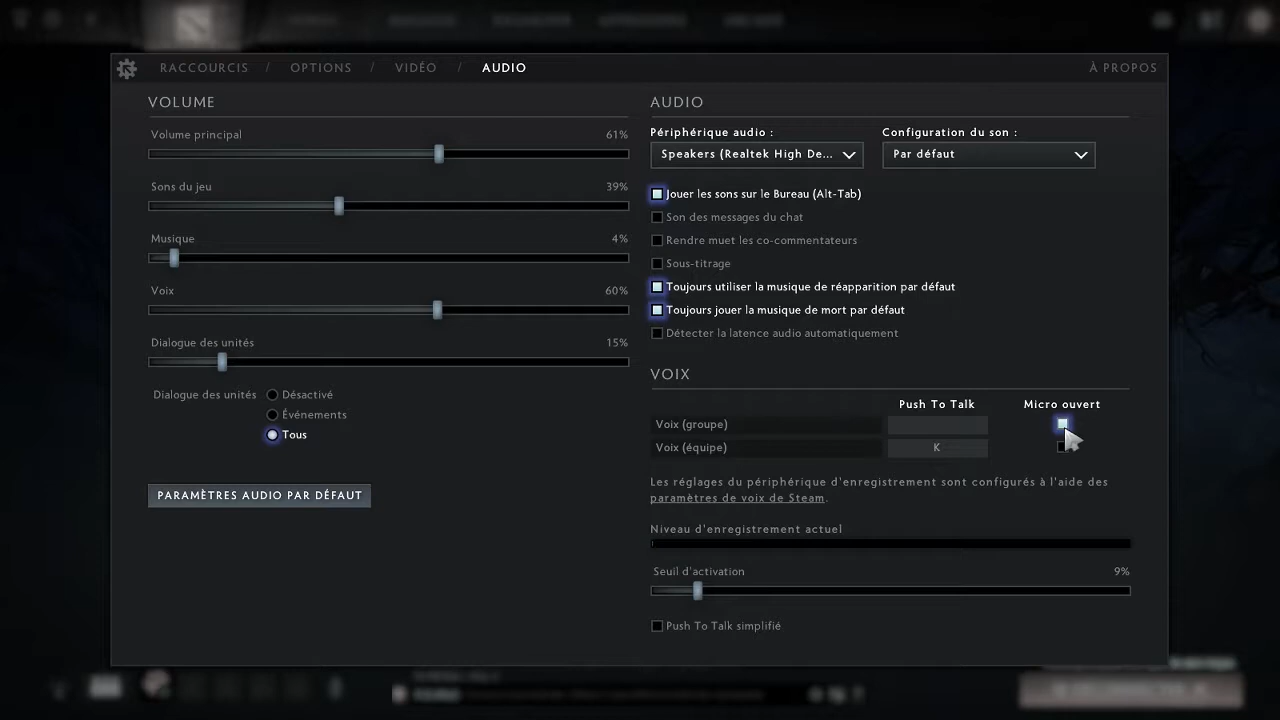 RACCOURCIS / OPTIONS / VIDÉO / AUDIO
À PROPOS
VOLUME
Volume principal 61%
Sons du jeu 39%
Musique 4%
Voix 60%
Dialogue des unités 15%
Dialogue des unités Désactivé
Événements
Tous
PARAMÈTRES AUDIO PAR DÉFAUT
AUDIO
Périphérique audio : Configuration du son :
Speakers (Realtek High De... Par défaut
Jouer les sons sur le Bureau (Alt-Tab)
Son des messages du chat
Rendre muet les co-commentateurs
Sous-titrage
Toujours utiliser la musique de réapparition par défaut
Toujours jouer la musique de mort par défaut
Détecter la latence audio automatiquement
VOIX
Push To Talk Micro ouvert
Voix (groupe)
Voix (équipe) K
Les réglages du périphérique d'enregistrement sont configurés à l'aide des
paramètres de voix de Steam.
Niveau d'enregistrement actuel
Seuil d'activation 9%
Push To Talk simplifié